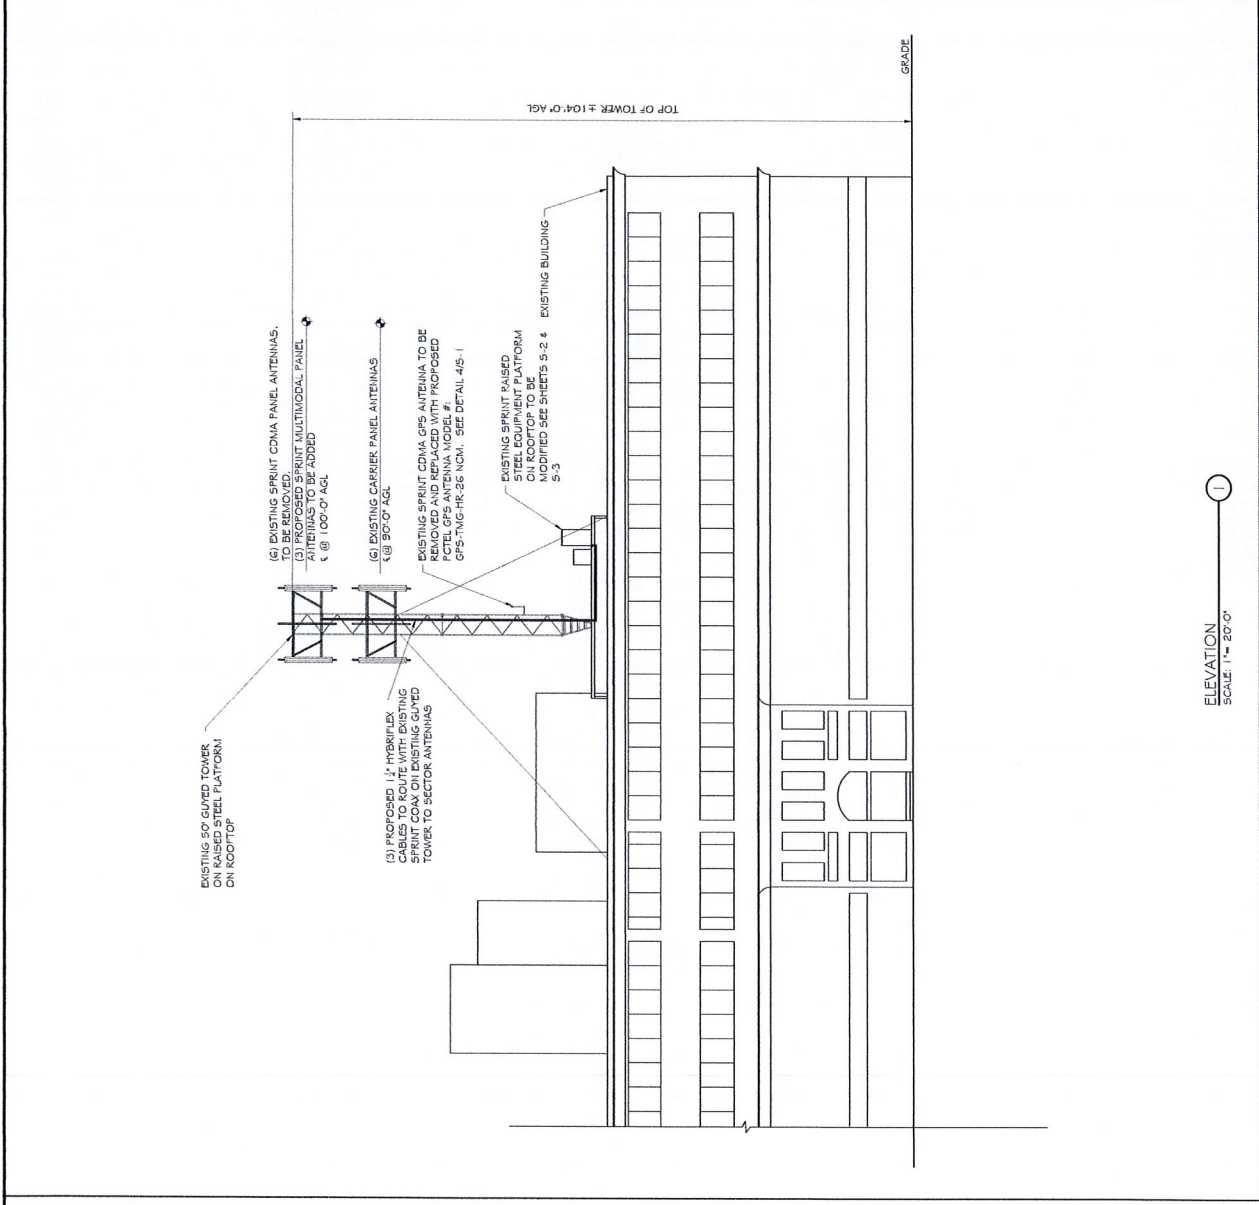 TOP OF TOWER ±104'-0" AGL
GRADE
(6) EXISTING SPRINT CDMA PANEL ANTENNAS.
TO BE REMOVED.
(3) PROPOSED SPRINT MULTIMODAL PANEL
ANTENNAS TO BE ADDED
℄ @ 100'-0" AGL
(6) EXISTING CARRIER PANEL ANTENNAS
℄ @ 90'-0" AGL
EXISTING SPRINT CDMA GPS ANTENNA TO BE
REMOVED AND REPLACED WITH PROPOSED
PCTEL GPS ANTENNA MODEL #:
GPS-TMG-HR-26 NCM. SEE DETAIL 4/S-1
EXISTING SPRINT RAISED
STEEL EQUIPMENT PLATFORM
ON ROOFTOP TO BE
MODIFIED SEE SHEETS S-2 &
S-3
EXISTING BUILDING
EXISTING 50' GUYED TOWER
ON RAISED STEEL PLATFORM
ON ROOFTOP
(3) PROPOSED 1¼" HYBRIFLEX
CABLES TO ROUTE WITH EXISTING
SPRINT COAX ON EXISTING GUYED
TOWER TO SECTOR ANTENNAS
ELEVATION
SCALE: 1" = 20'-0"
1